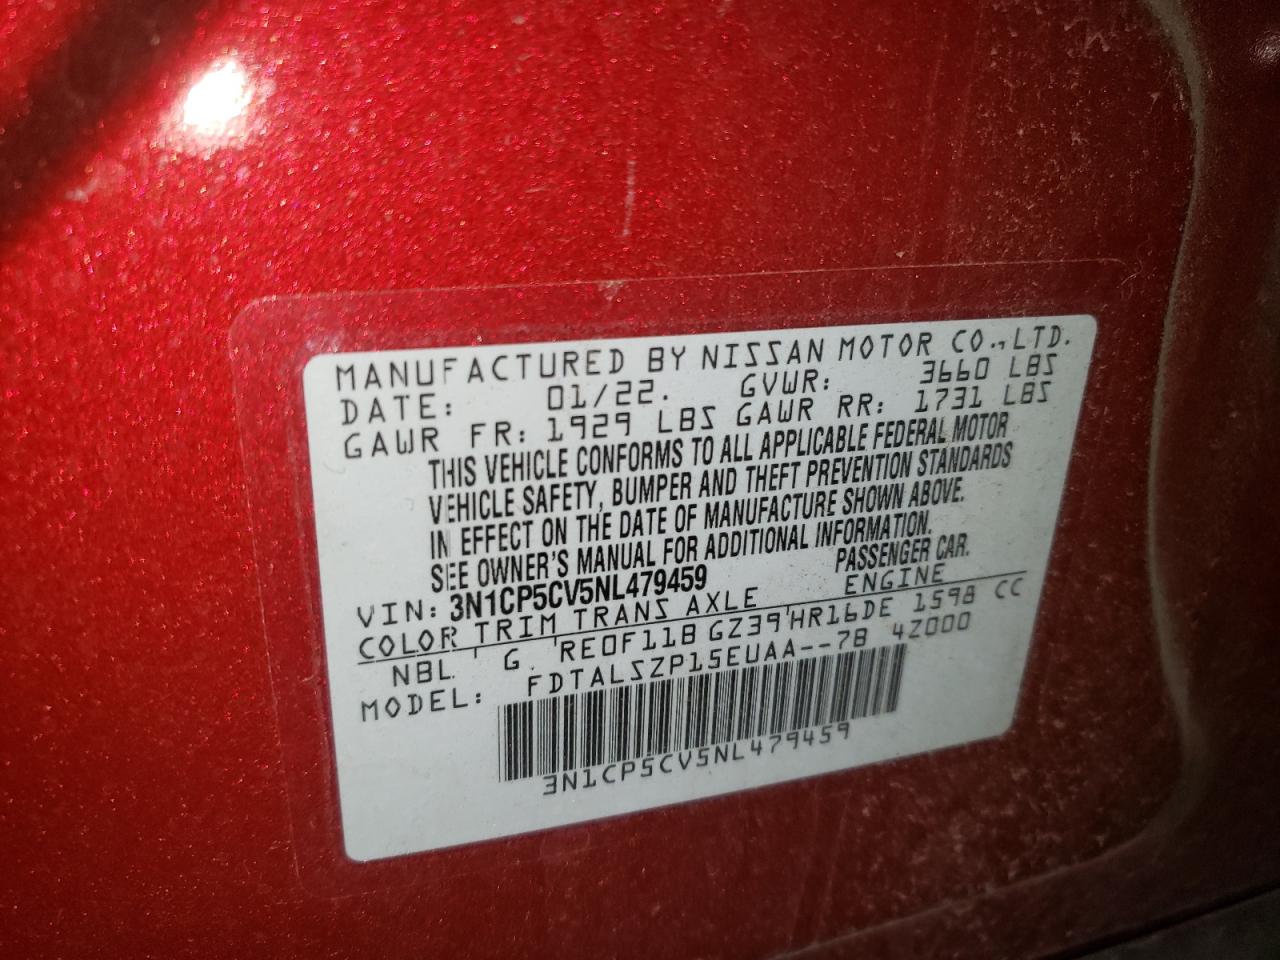 MANUFACTURED BY NISSAN MOTOR CO.,LTD.
DATE: 01/22. GVWR: 3660 LBS
GAWR FR: 1929 LBS GAWR RR: 1731 LBS
THIS VEHICLE CONFORMS TO ALL APPLICABLE FEDERAL MOTOR
VEHICLE SAFETY, BUMPER AND THEFT PREVENTION STANDARDS
IN EFFECT ON THE DATE OF MANUFACTURE SHOWN ABOVE.
SEE OWNER'S MANUAL FOR ADDITIONAL INFORMATION.
VIN: 3N1CP5CV5NL479459 PASSENGER CAR.
COLOR TRIM TRANS AXLE ENGINE
NBL G RE0F11B GZ39 HR16DE 1598 CC
MODEL: FDTALSZP15EUAA--7B 4Z000
3N1CP5CV5NL479459